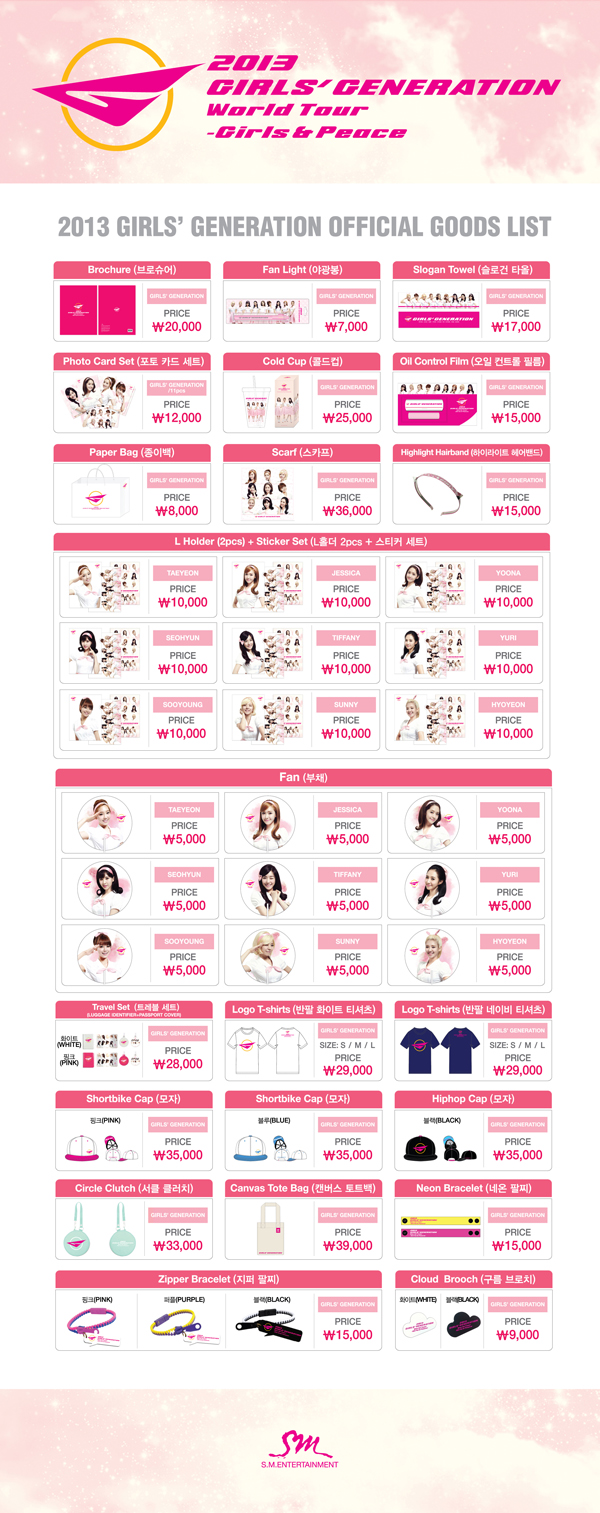 2013
GIRLS' GENERATION
World Tour
-Girls & Peace
2013 GIRLS' GENERATION OFFICIAL GOODS LIST
Brochure (브로슈어)
GIRLS' GENERATION
PRICE
₩20,000
Fan Light (야광봉)
GIRLS' GENERATION
PRICE
₩7,000
Slogan Towel (슬로건 타올)
GIRLS' GENERATION
GIRLS' GENERATION
PRICE
₩17,000
Photo Card Set (포토 카드 세트)
GIRLS' GENERATION
/11pcs
PRICE
₩12,000
Cold Cup (콜드컵)
GIRLS' GENERATION
PRICE
₩25,000
Oil Control Film (오일 컨트롤 필름)
GIRLS' GENERATION
PRICE
₩15,000
Paper Bag (종이백)
GIRLS' GENERATION
PRICE
₩8,000
Scarf (스카프)
GIRLS' GENERATION
PRICE
₩36,000
Highlight Hairband (하이라이트 헤어밴드)
GIRLS' GENERATION
PRICE
₩15,000
L Holder (2pcs) + Sticker Set (L홀더 2pcs + 스티커 세트)
TAEYEON
PRICE
₩10,000
JESSICA
PRICE
₩10,000
YOONA
PRICE
₩10,000
SEOHYUN
PRICE
₩10,000
TIFFANY
PRICE
₩10,000
YURI
PRICE
₩10,000
SOOYOUNG
PRICE
₩10,000
SUNNY
PRICE
₩10,000
HYOYEON
PRICE
₩10,000
Fan (부채)
TAEYEON
PRICE
₩5,000
JESSICA
PRICE
₩5,000
YOONA
PRICE
₩5,000
SEOHYUN
PRICE
₩5,000
TIFFANY
PRICE
₩5,000
YURI
PRICE
₩5,000
SOOYOUNG
PRICE
₩5,000
SUNNY
PRICE
₩5,000
HYOYEON
PRICE
₩5,000
Travel Set (트레블 세트)
(LUGGAGE IDENTIFIER+PASSPORT COVER)
화이트
(WHITE)
핑크
(PINK)
GIRLS' GENERATION
PRICE
₩28,000
Logo T-shirts (반팔 화이트 티셔츠)
GIRLS' GENERATION
SIZE: S / M / L
PRICE
₩29,000
Logo T-shirts (반팔 네이비 티셔츠)
GIRLS' GENERATION
SIZE: S / M / L
PRICE
₩29,000
Shortbike Cap (모자)
핑크(PINK)
GIRLS' GENERATION
PRICE
₩35,000
Shortbike Cap (모자)
블루(BLUE)
GIRLS' GENERATION
PRICE
₩35,000
Hiphop Cap (모자)
블랙(BLACK)
GIRLS' GENERATION
PRICE
₩35,000
Circle Clutch (서클 클러치)
GIRLS' GENERATION
PRICE
₩33,000
Canvas Tote Bag (캔버스 토트백)
GIRLS' GENERATION
PRICE
₩39,000
Neon Bracelet (네온 팔찌)
GIRLS' GENERATION
PRICE
₩15,000
Zipper Bracelet (지퍼 팔찌)
핑크(PINK)
퍼플(PURPLE)
블랙(BLACK)
GIRLS' GENERATION
PRICE
₩15,000
Cloud Brooch (구름 브로치)
화이트(WHITE)
블랙(BLACK)
GIRLS' GENERATION
PRICE
₩9,000
SM
S.M.ENTERTAINMENT